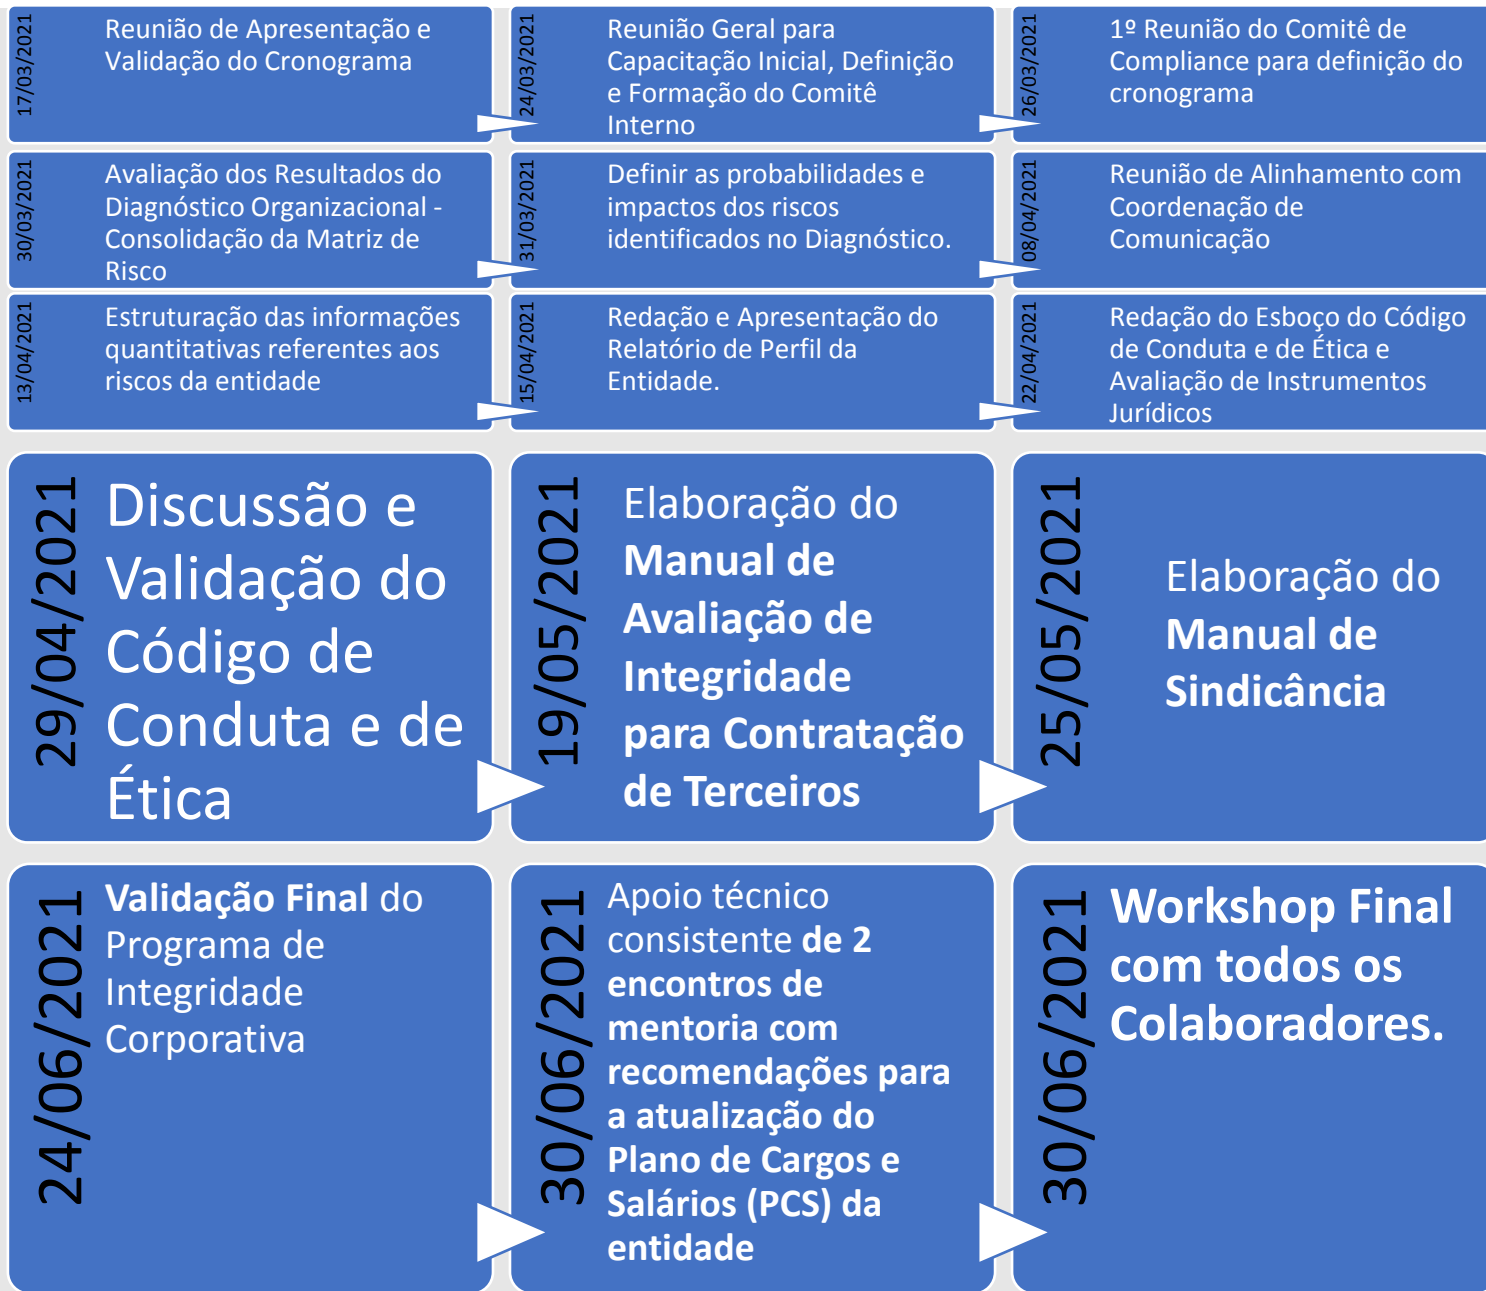 17/03/2021
Reunião de Apresentação e
Validação do Cronograma
24/03/2021
Reunião Geral para
Capacitação Inicial, Definição
e Formação do Comitê
Interno
26/03/2021
1º Reunião do Comitê de
Compliance para definição do
cronograma
30/03/2021
Avaliação dos Resultados do
Diagnóstico Organizacional -
Consolidação da Matriz de
Risco
31/03/2021
Definir as probabilidades e
impactos dos riscos
identificados no Diagnóstico.
08/04/2021
Reunião de Alinhamento com
Coordenação de
Comunicação
13/04/2021
Estruturação das informações
quantitativas referentes aos
riscos da entidade
15/04/2021
Redação e Apresentação do
Relatório de Perfil da
Entidade.
22/04/2021
Redação do Esboço do Código
de Conduta e de Ética e
Avaliação de Instrumentos
Jurídicos
29/04/2021
Discussão e
Validação do
Código de
Conduta e de
Ética
19/05/2021
Elaboração do
Manual de
Avaliação de
Integridade
para Contratação
de Terceiros
25/05/2021
Elaboração do
Manual de
Sindicância
24/06/2021
Validação Final do
Programa de
Integridade
Corporativa
30/06/2021
Apoio técnico
consistente de 2
encontros de
mentoria com
recomendações para
a atualização do
Plano de Cargos e
Salários (PCS) da
entidade
30/06/2021
Workshop Final
com todos os
Colaboradores.